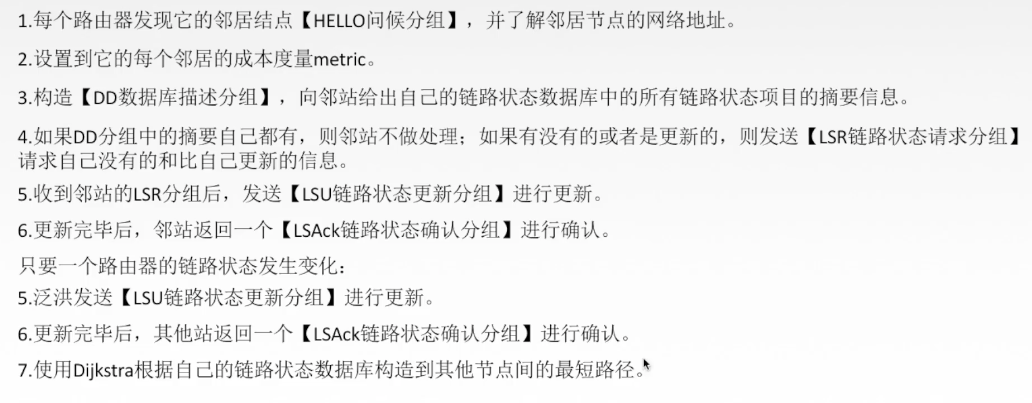 1.每个路由器发现它的邻居结点【HELLO问候分组】，并了解邻居节点的网络地址。
2.设置到它的每个邻居的成本度量metric。
3.构造【DD数据库描述分组】，向邻站给出自己的链路状态数据库中的所有链路状态项目的摘要信息。
4.如果DD分组中的摘要自己都有，则邻站不做处理；如果有没有的或者是更新的，则发送【LSR链路状态请求分组】
请求自己没有的和比自己更新的信息。
5.收到邻站的LSR分组后，发送【LSU链路状态更新分组】进行更新。
6.更新完毕后，邻站返回一个【LSAck链路状态确认分组】进行确认。
只要一个路由器的链路状态发生变化：
5.泛洪发送【LSU链路状态更新分组】进行更新。
6.更新完毕后，其他站返回一个【LSAck链路状态确认分组】进行确认。
7.使用Dijkstra根据自己的链路状态数据库构造到其他节点间的最短路径。